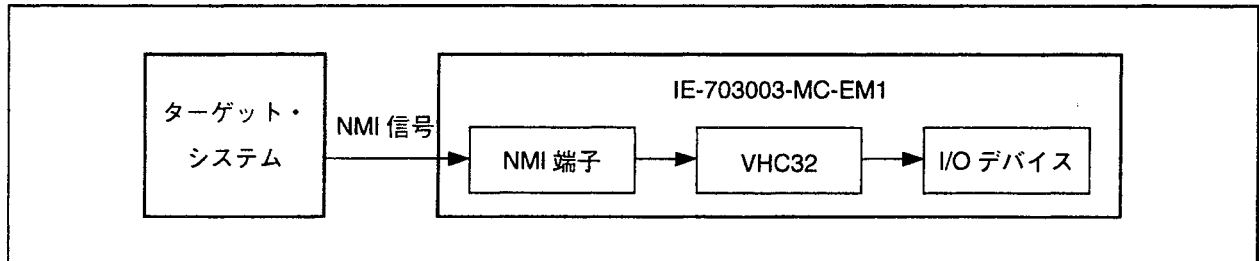 IE-703003-MC-EM1
ターゲット・
システム
NMI 信号
NMI 端子
VHC32
I/O デバイス